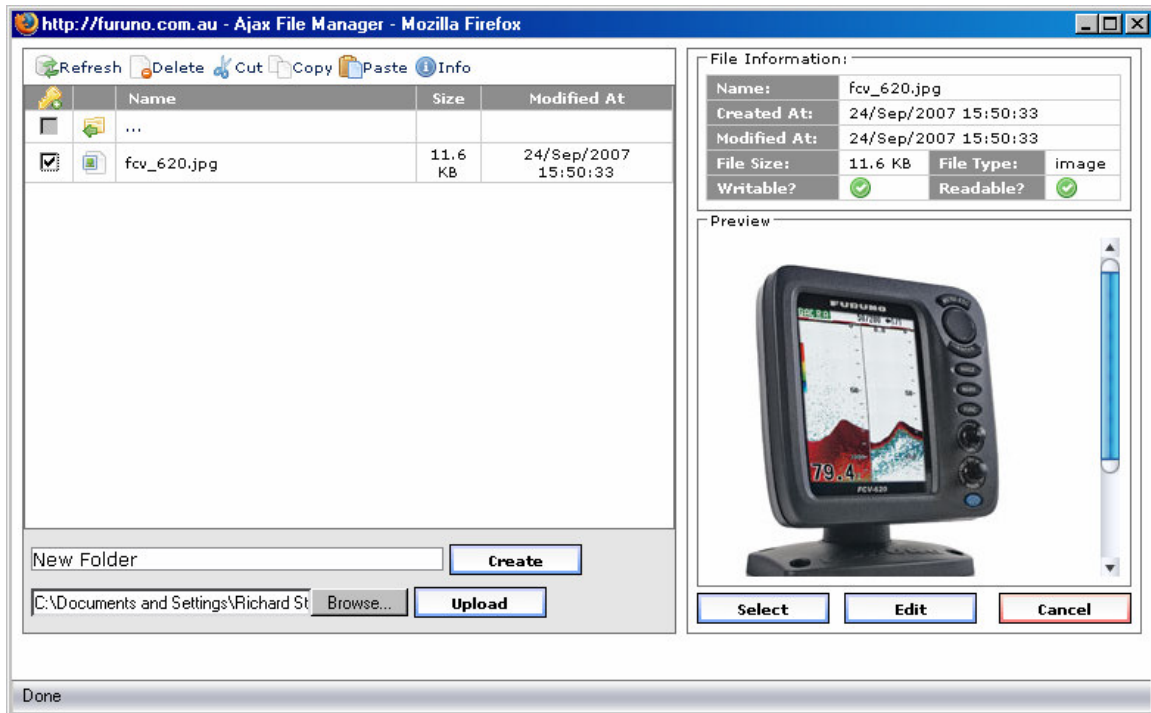 http://furuno.com.au - Ajax File Manager - Mozilla Firefox
Refresh Delete Cut Copy Paste Info
Name Size Modified At
...
fcv_620.jpg 11.6 KB 24/Sep/2007 15:50:33
New Folder Create
C:\Documents and Settings\Richard St Browse... Upload
File Information:
Name: fcv_620.jpg
Created At: 24/Sep/2007 15:50:33
Modified At: 24/Sep/2007 15:50:33
File Size: 11.6 KB File Type: image
Writable? Readable?
Preview
FURUNO
79.4
FCV-620
Select Edit Cancel
Done